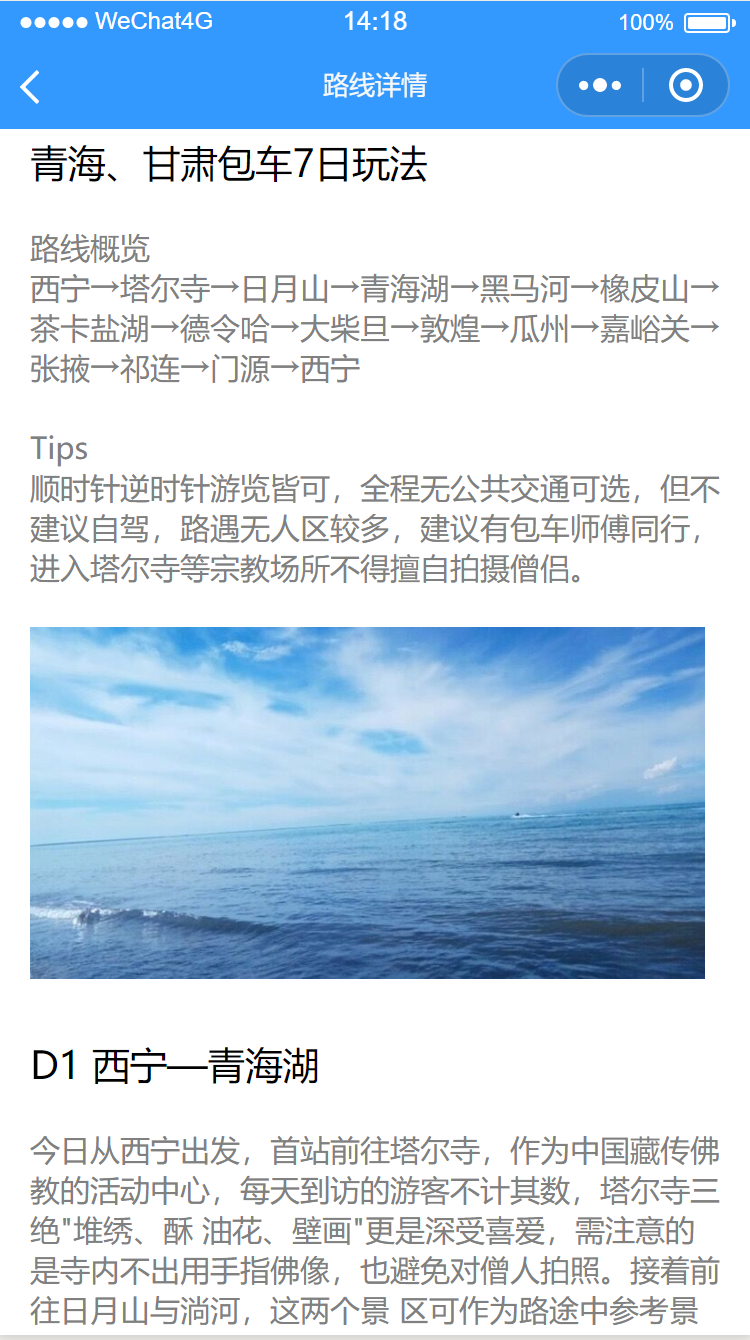 WeChat4G
14:18
100%
路线详情
青海、甘肃包车7日玩法
路线概览
西宁→塔尔寺→日月山→青海湖→黑马河→橡皮山→
茶卡盐湖→德令哈→大柴旦→敦煌→瓜州→嘉峪关→
张掖→祁连→门源→西宁
Tips
顺时针逆时针游览皆可，全程无公共交通可选，但不
建议自驾，路遇无人区较多，建议有包车师傅同行，
进入塔尔寺等宗教场所不得擅自拍摄僧侣。
D1 西宁—青海湖
今日从西宁出发，首站前往塔尔寺，作为中国藏传佛
教的活动中心，每天到访的游客不计其数，塔尔寺三
绝"堆绣、酥 油花、壁画"更是深受喜爱，需注意的
是寺内不出用手指佛像，也避免对僧人拍照。接着前
往日月山与淌河，这两个景 区可作为路途中参考景